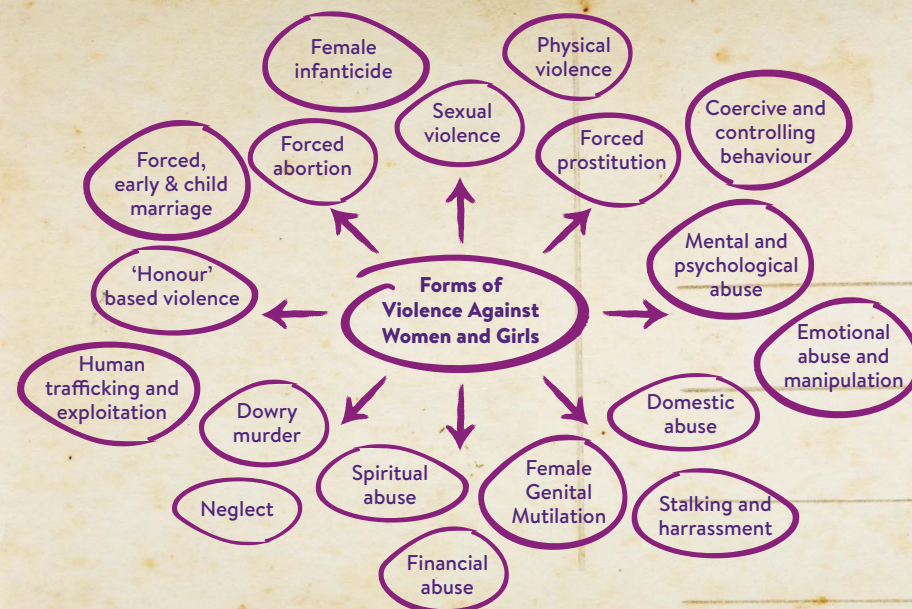 Female
infanticide
Physical
violence
Sexual
violence
Coercive and
controlling
behaviour
Forced
abortion
Forced
prostitution
Forced,
early & child
marriage
Mental and
psychological
abuse
'Honour'
based violence
Forms of
Violence Against
Women and Girls
Emotional
abuse and
manipulation
Human
trafficking and
exploitation
Dowry
murder
Domestic
abuse
Spiritual
abuse
Female
Genital
Mutilation
Neglect
Stalking and
harrassment
Financial
abuse